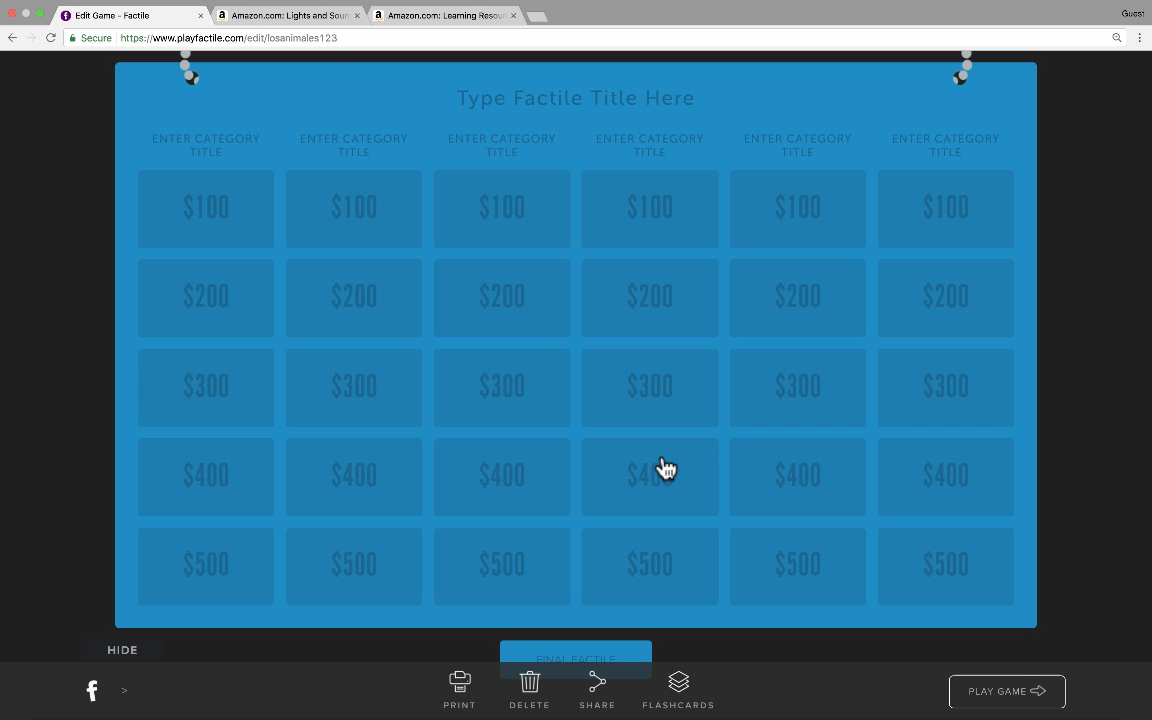 Edit Game - Factile
Amazon.com: Lights and Soun
Amazon.com: Learning Resour
Guest
Secure https://www.playfactile.com/edit/losanimales123
Type Factile Title Here
ENTER CATEGORY TITLE ENTER CATEGORY TITLE ENTER CATEGORY TITLE ENTER CATEGORY TITLE ENTER CATEGORY TITLE ENTER CATEGORY TITLE
$100 $100 $100 $100 $100 $100
$200 $200 $200 $200 $200 $200
$300 $300 $300 $300 $300 $300
$400 $400 $400 $400 $400 $400
$500 $500 $500 $500 $500 $500
HIDE
FINAL FACTILE
f >
PRINT DELETE SHARE FLASHCARDS
PLAY GAME